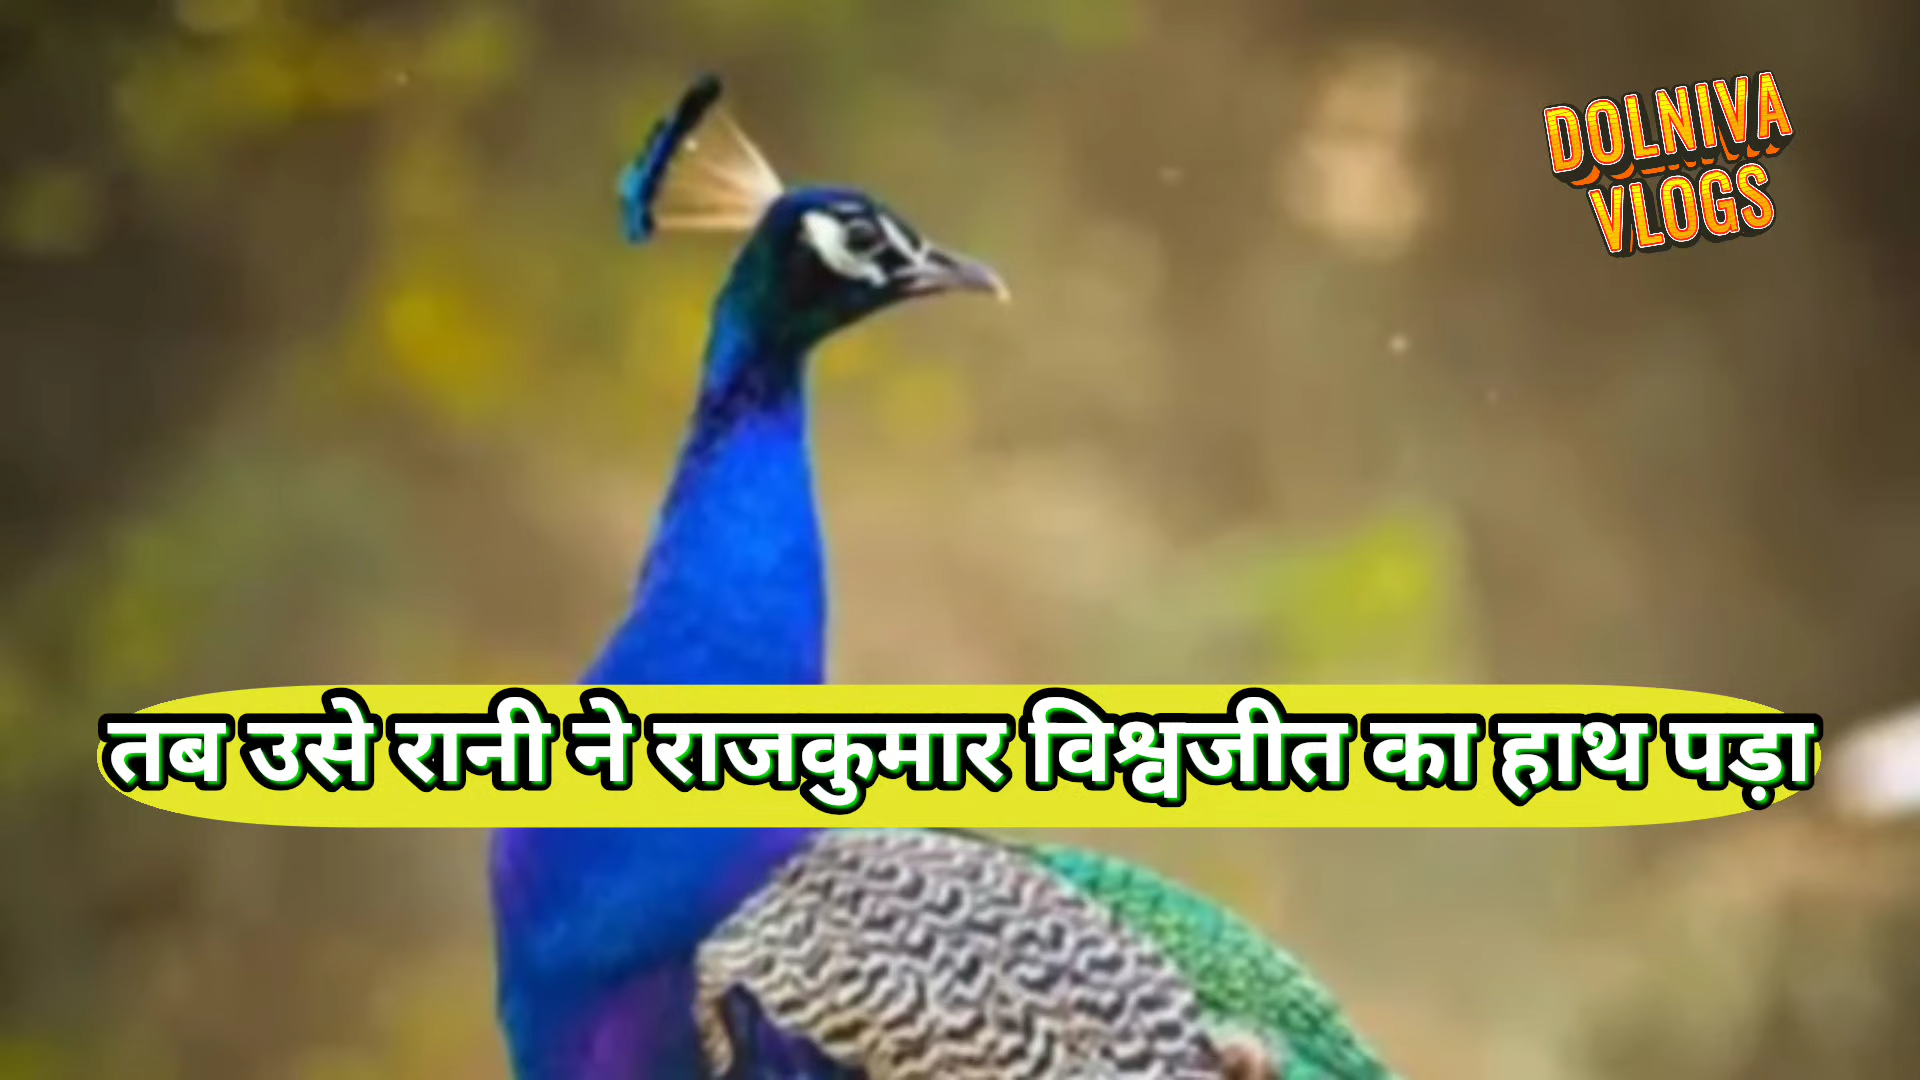 DOLNIVA
VLOGS
तब उसे रानी ने राजकुमार विश्वजीत का हाथ पड़ा